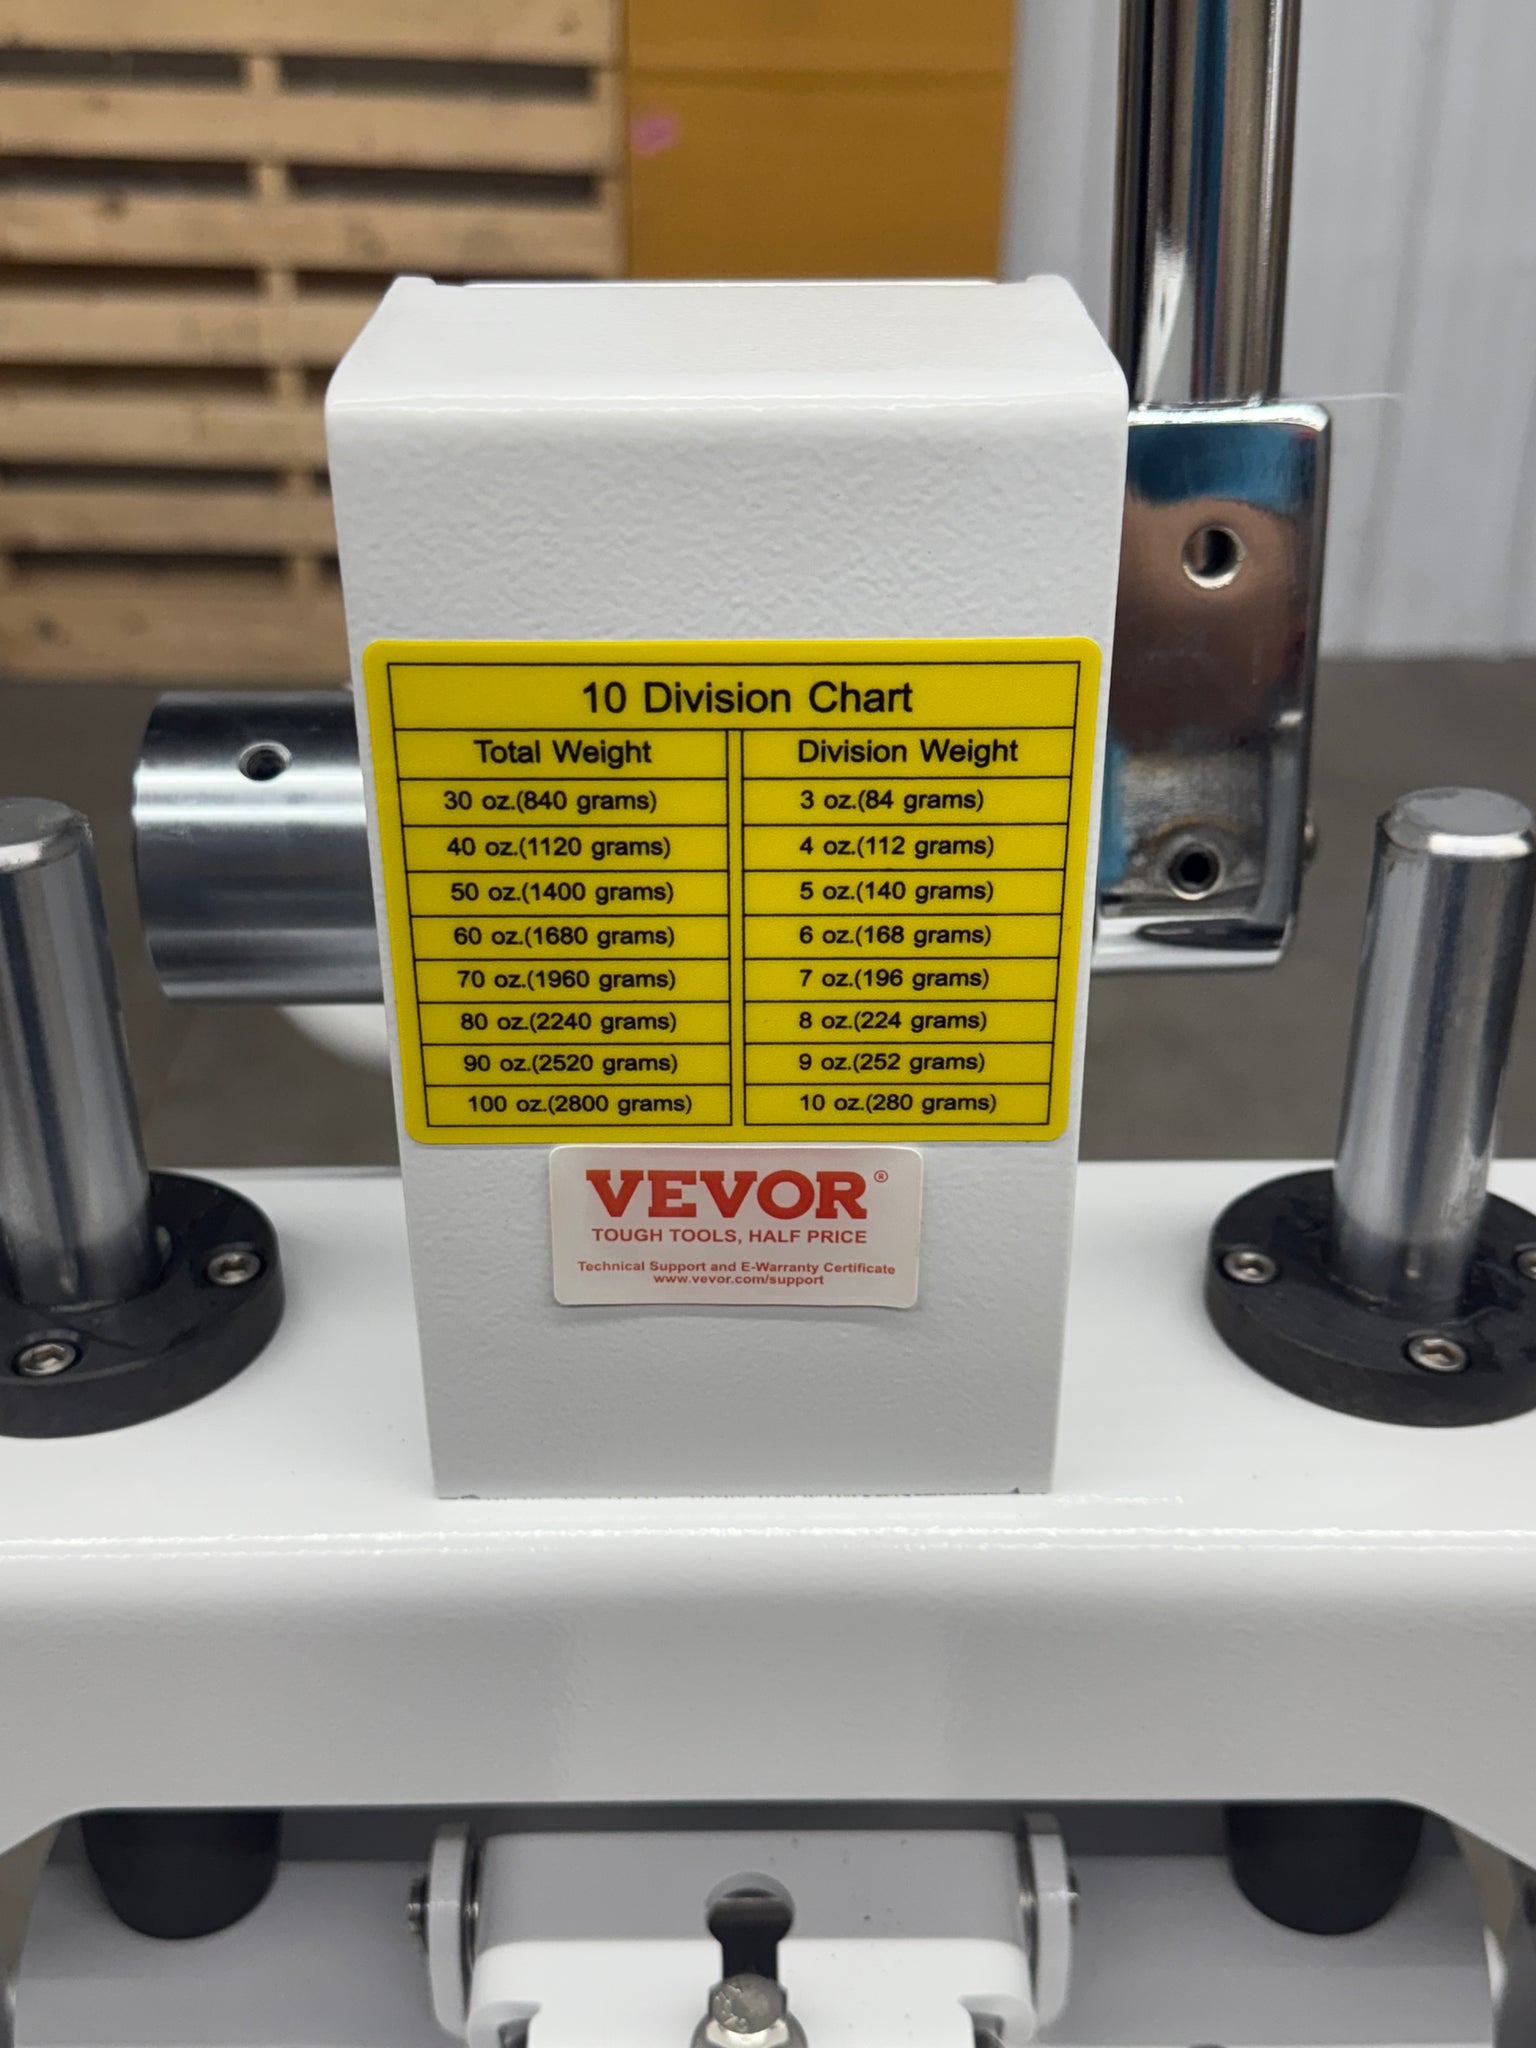 10 Division Chart
Total Weight Division Weight
30 oz.(840 grams) 3 oz.(84 grams)
40 oz.(1120 grams) 4 oz.(112 grams)
50 oz.(1400 grams) 5 oz.(140 grams)
60 oz.(1680 grams) 6 oz.(168 grams)
70 oz.(1960 grams) 7 oz.(196 grams)
80 oz.(2240 grams) 8 oz.(224 grams)
90 oz.(2520 grams) 9 oz.(252 grams)
100 oz.(2800 grams) 10 oz.(280 grams)
VEVOR®
TOUGH TOOLS, HALF PRICE
Technical Support and E-Warranty Certificate
www.vevor.com/support